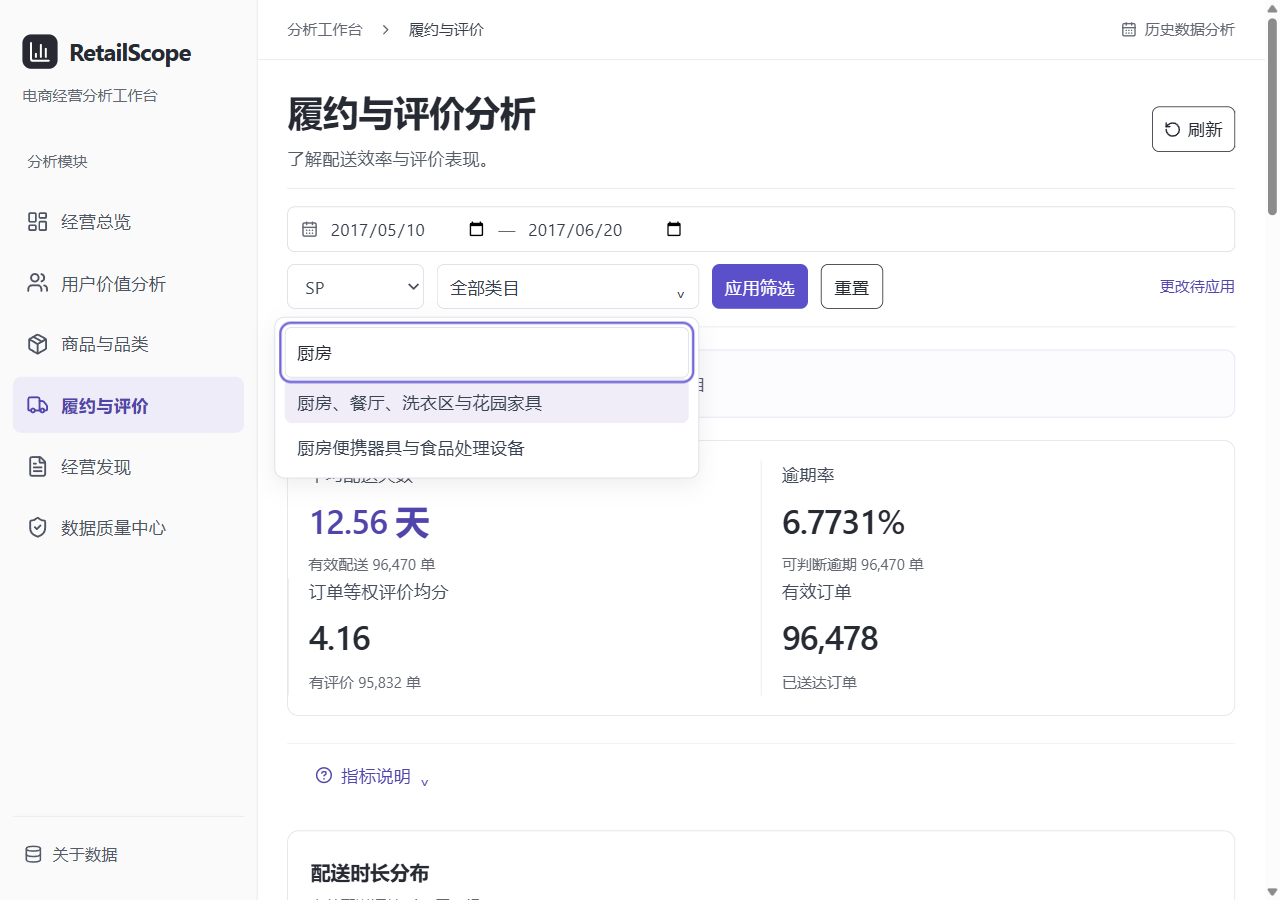 RetailScope
电商经营分析工作台
分析模块
经营总览
用户价值分析
商品与品类
履约与评价
经营发现
数据质量中心
关于数据
分析工作台 > 履约与评价
历史数据分析
履约与评价分析
了解配送效率与评价表现。
刷新
2017/05/10 — 2017/06/20
SP
全部类目
应用筛选
重置
更改待应用
厨房
厨房、餐厅、洗衣区与花园家具
厨房便携器具与食品处理设备
平均配送天数
12.56 天
有效配送 96,470 单
逾期率
6.7731%
可判断逾期 96,470 单
订单等权评价均分
4.16
有评价 95,832 单
有效订单
96,478
已送达订单
指标说明
配送时长分布